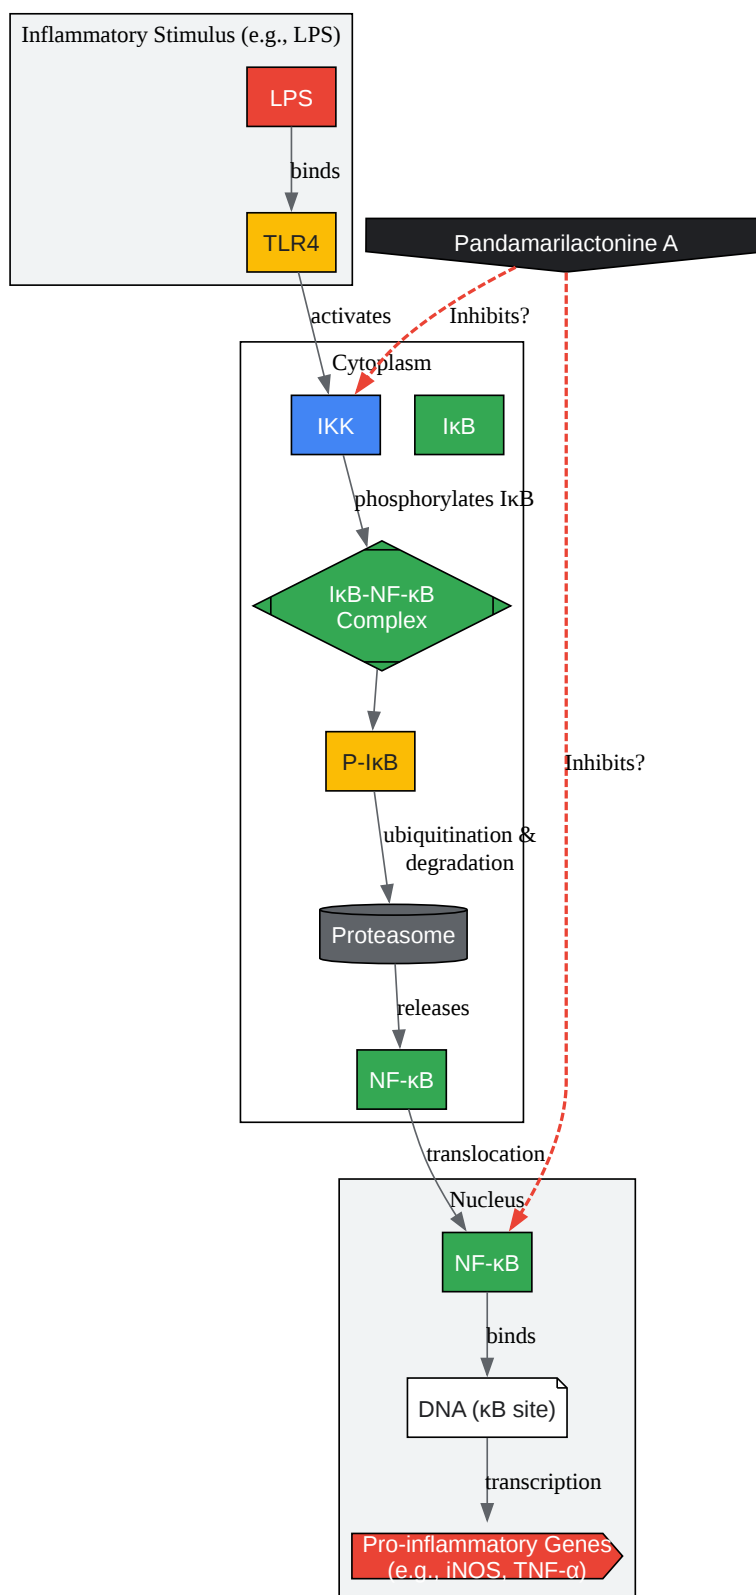 Inflammatory Stimulus (e.g., LPS)
LPS
binds
TLR4
Pandamarilactonine A
activates
Inhibits?
Cytoplasm
IKK
IκB
phosphorylates IκB
IκB-NF-κB
Complex
P-IκB
Inhibits?
ubiquitination &
degradation
Proteasome
releases
NF-κB
translocation
Nucleus
NF-κB
binds
DNA (κB site)
transcription
Pro-inflammatory Genes
(e.g., iNOS, TNF-α)